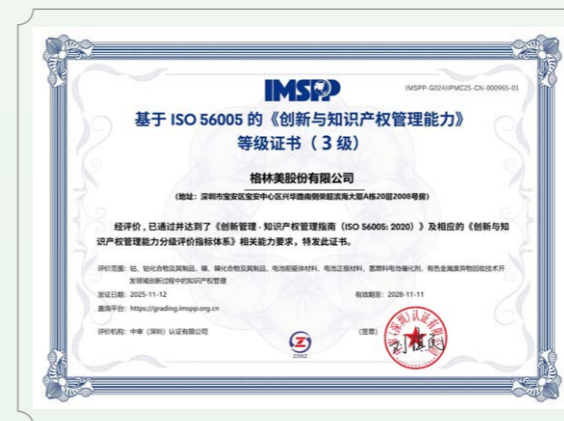 IMSPP
IMSPP-G024IIPMC25-CN-000965-01
基于 ISO 56005 的《创新与知识产权管理能力》
等级证书（3 级）
格林美股份有限公司
（地址：深圳市宝安区宝安中心区兴华路南侧荣超滨海大厦A栋20层2008号房）
经评价，已通过并达到了《创新管理 - 知识产权管理指南（ISO 56005: 2020）》及相应的《创新与知
识产权管理能力分级评价指标体系》相关能力要求，特发此证书。
评价范围：钴、钴化合物及其制品、镍、镍化合物及其制品、电池前驱体材料、电池正极材料、氢燃料电池催化剂、有色金属废弃物回收技术开
发领域创新过程中的知识产权管理
发证日期：2025-11-12
有效期至：2028-11-11
查询平台：https://grading.imspp.org.cn
评价机构：中审（深圳）认证有限公司
（签章）
ZSRZ